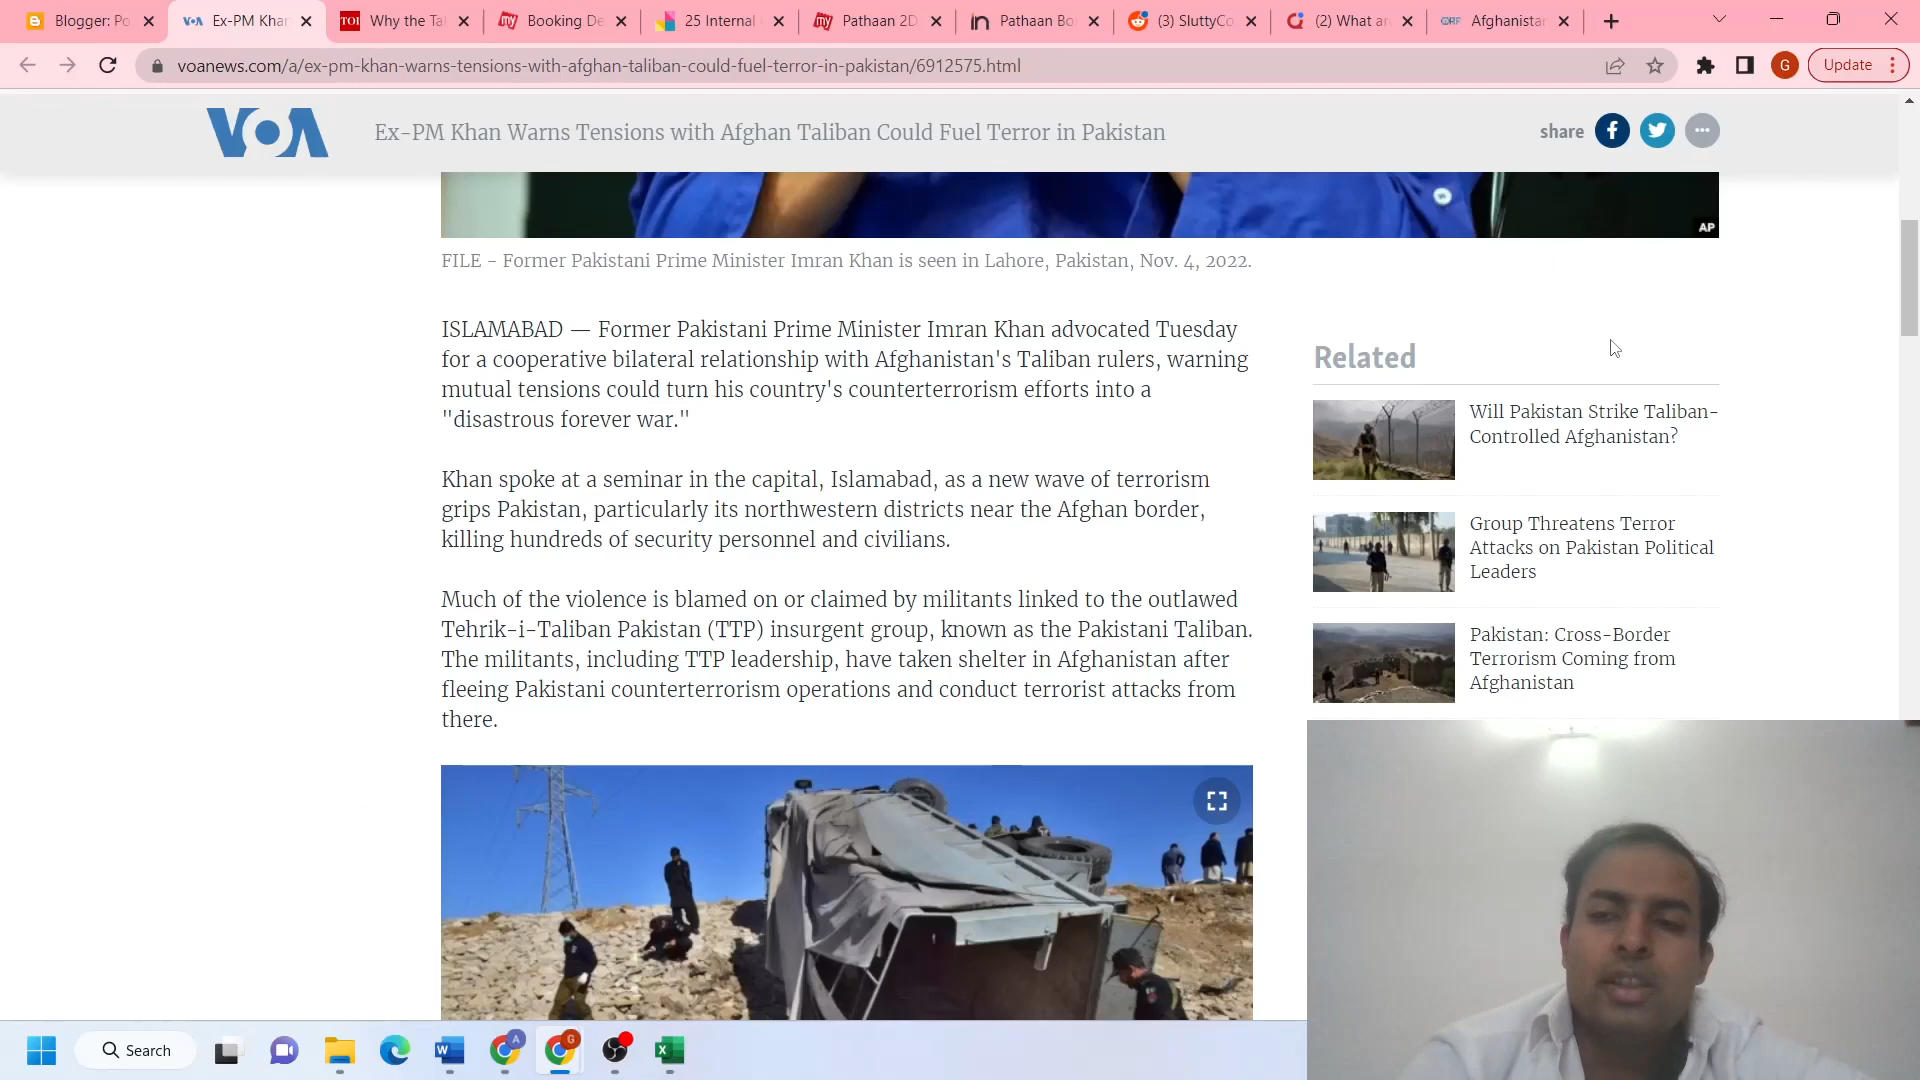 Blogger: Po
Ex-PM Khan
TOI
Why the Tal
my
Booking De
25 Internal
my
Pathaan 2D
in
Pathaan Bo
(3) SluttyCo
(2) What ar
ORF
Afghanistan
voanews.com/a/ex-pm-khan-warns-tensions-with-afghan-taliban-could-fuel-terror-in-pakistan/6912575.html
G
Update
VOA
Ex-PM Khan Warns Tensions with Afghan Taliban Could Fuel Terror in Pakistan
share
AP
FILE - Former Pakistani Prime Minister Imran Khan is seen in Lahore, Pakistan, Nov. 4, 2022.
ISLAMABAD — Former Pakistani Prime Minister Imran Khan advocated Tuesday
for a cooperative bilateral relationship with Afghanistan's Taliban rulers, warning
mutual tensions could turn his country's counterterrorism efforts into a
"disastrous forever war."
Khan spoke at a seminar in the capital, Islamabad, as a new wave of terrorism
grips Pakistan, particularly its northwestern districts near the Afghan border,
killing hundreds of security personnel and civilians.
Much of the violence is blamed on or claimed by militants linked to the outlawed
Tehrik-i-Taliban Pakistan (TTP) insurgent group, known as the Pakistani Taliban.
The militants, including TTP leadership, have taken shelter in Afghanistan after
fleeing Pakistani counterterrorism operations and conduct terrorist attacks from
there.
Related
Will Pakistan Strike Taliban-
Controlled Afghanistan?
Group Threatens Terror
Attacks on Pakistan Political
Leaders
Pakistan: Cross-Border
Terrorism Coming from
Afghanistan
Search
W
A
G
X